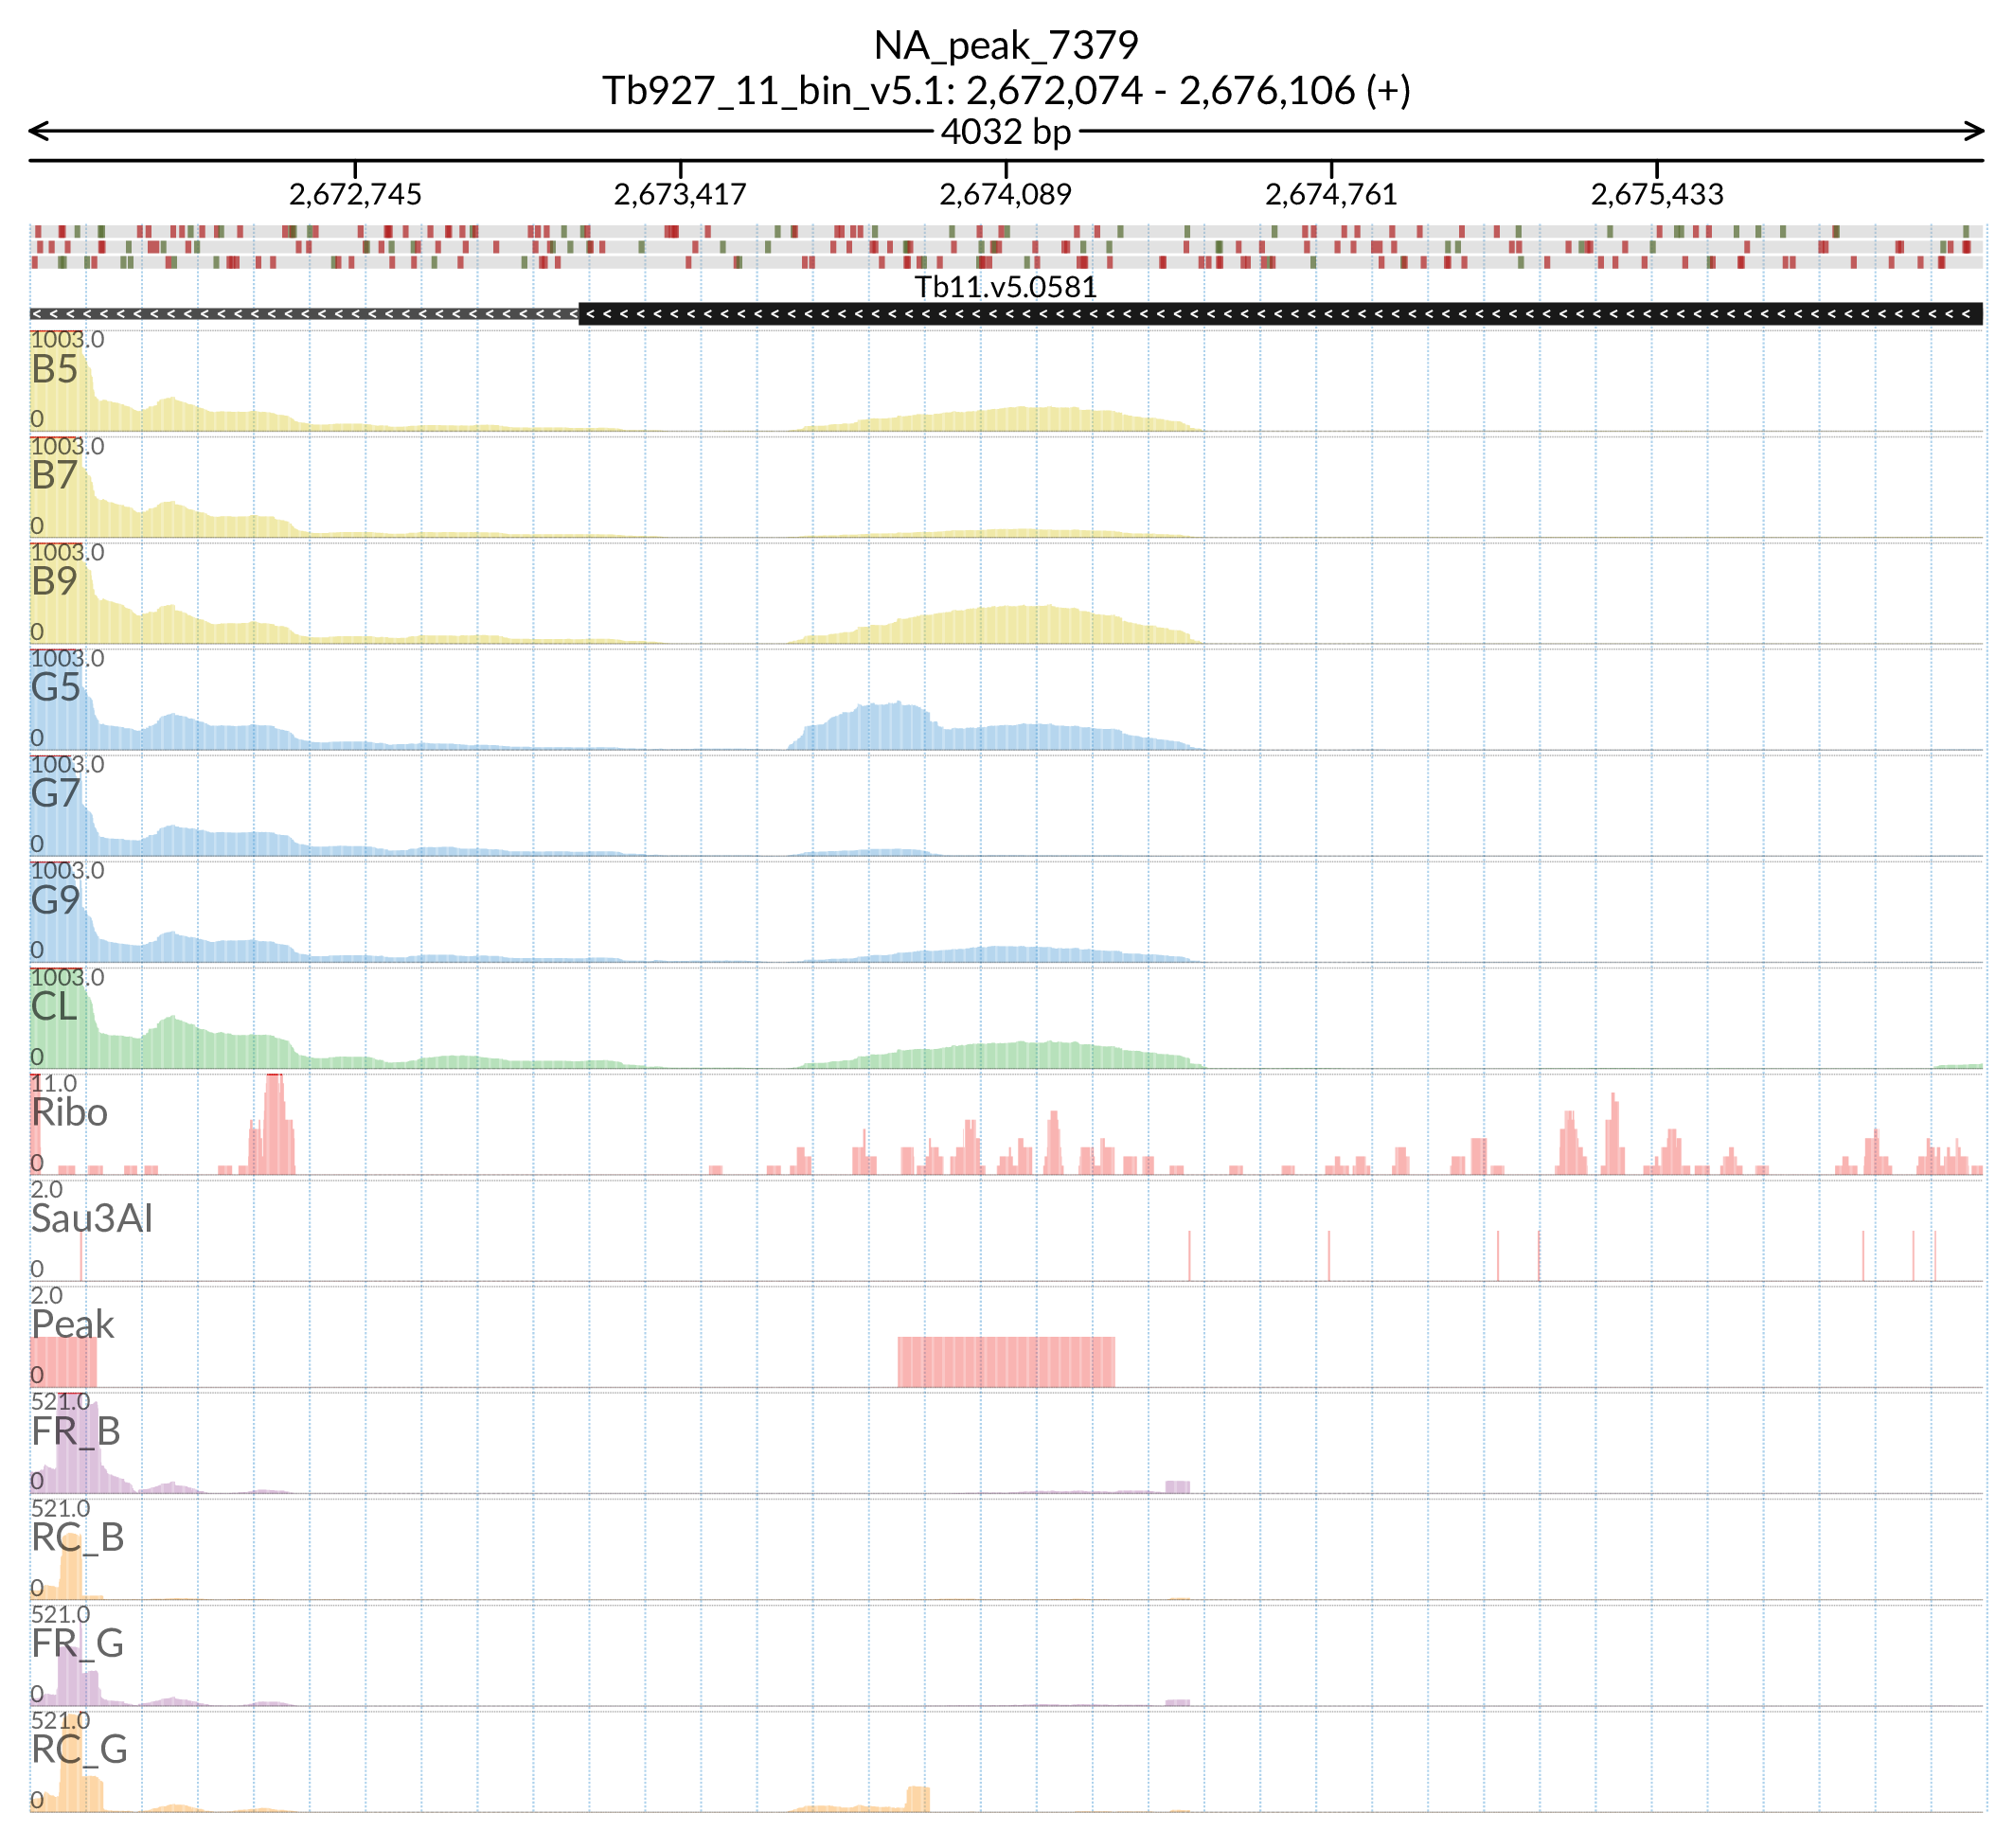 NA_peak_7379
Tb927_11_bin_v5.1: 2,672,074 - 2,676,106 (+)
4032 bp
2,672,745 2,673,417 2,674,089 2,674,761 2,675,433
Tb11.v5.0581
1003.0
B5
0
1003.0
B7
0
1003.0
B9
0
1003.0
G5
0
1003.0
G7
0
1003.0
G9
0
1003.0
CL
0
11.0
Ribo
0
2.0
Sau3AI
0
2.0
Peak
0
521.0
FR_B
0
521.0
RC_B
0
521.0
FR_G
0
521.0
RC_G
0